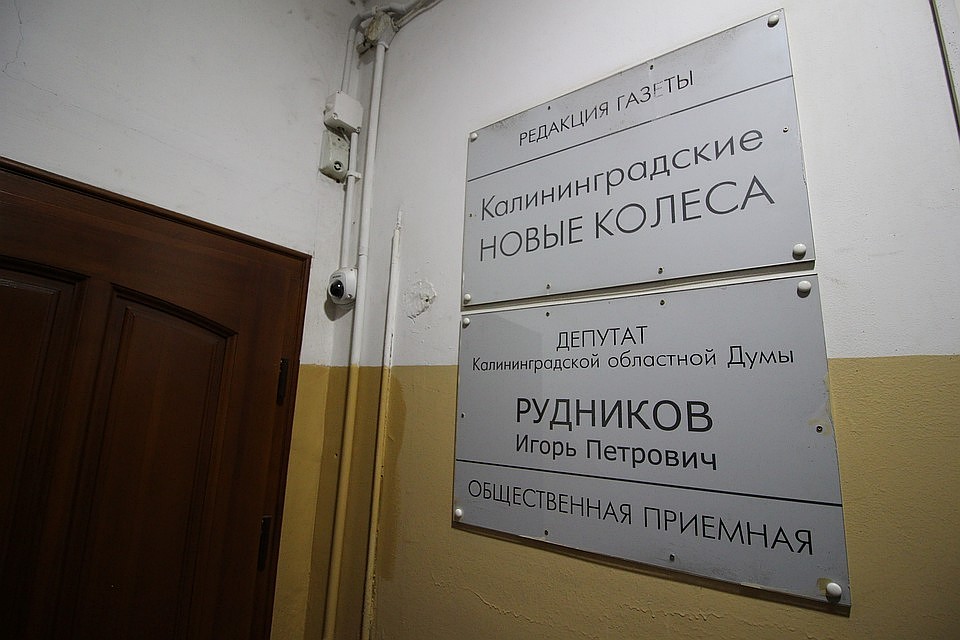 РЕДАКЦИЯ ГАЗЕТЫ
Калининградские
НОВЫЕ КОЛЕСА
ДЕПУТАТ
Калининградской областной Думы
РУДНИКОВ
Игорь Петрович
ОБЩЕСТВЕННАЯ ПРИЕМНАЯ